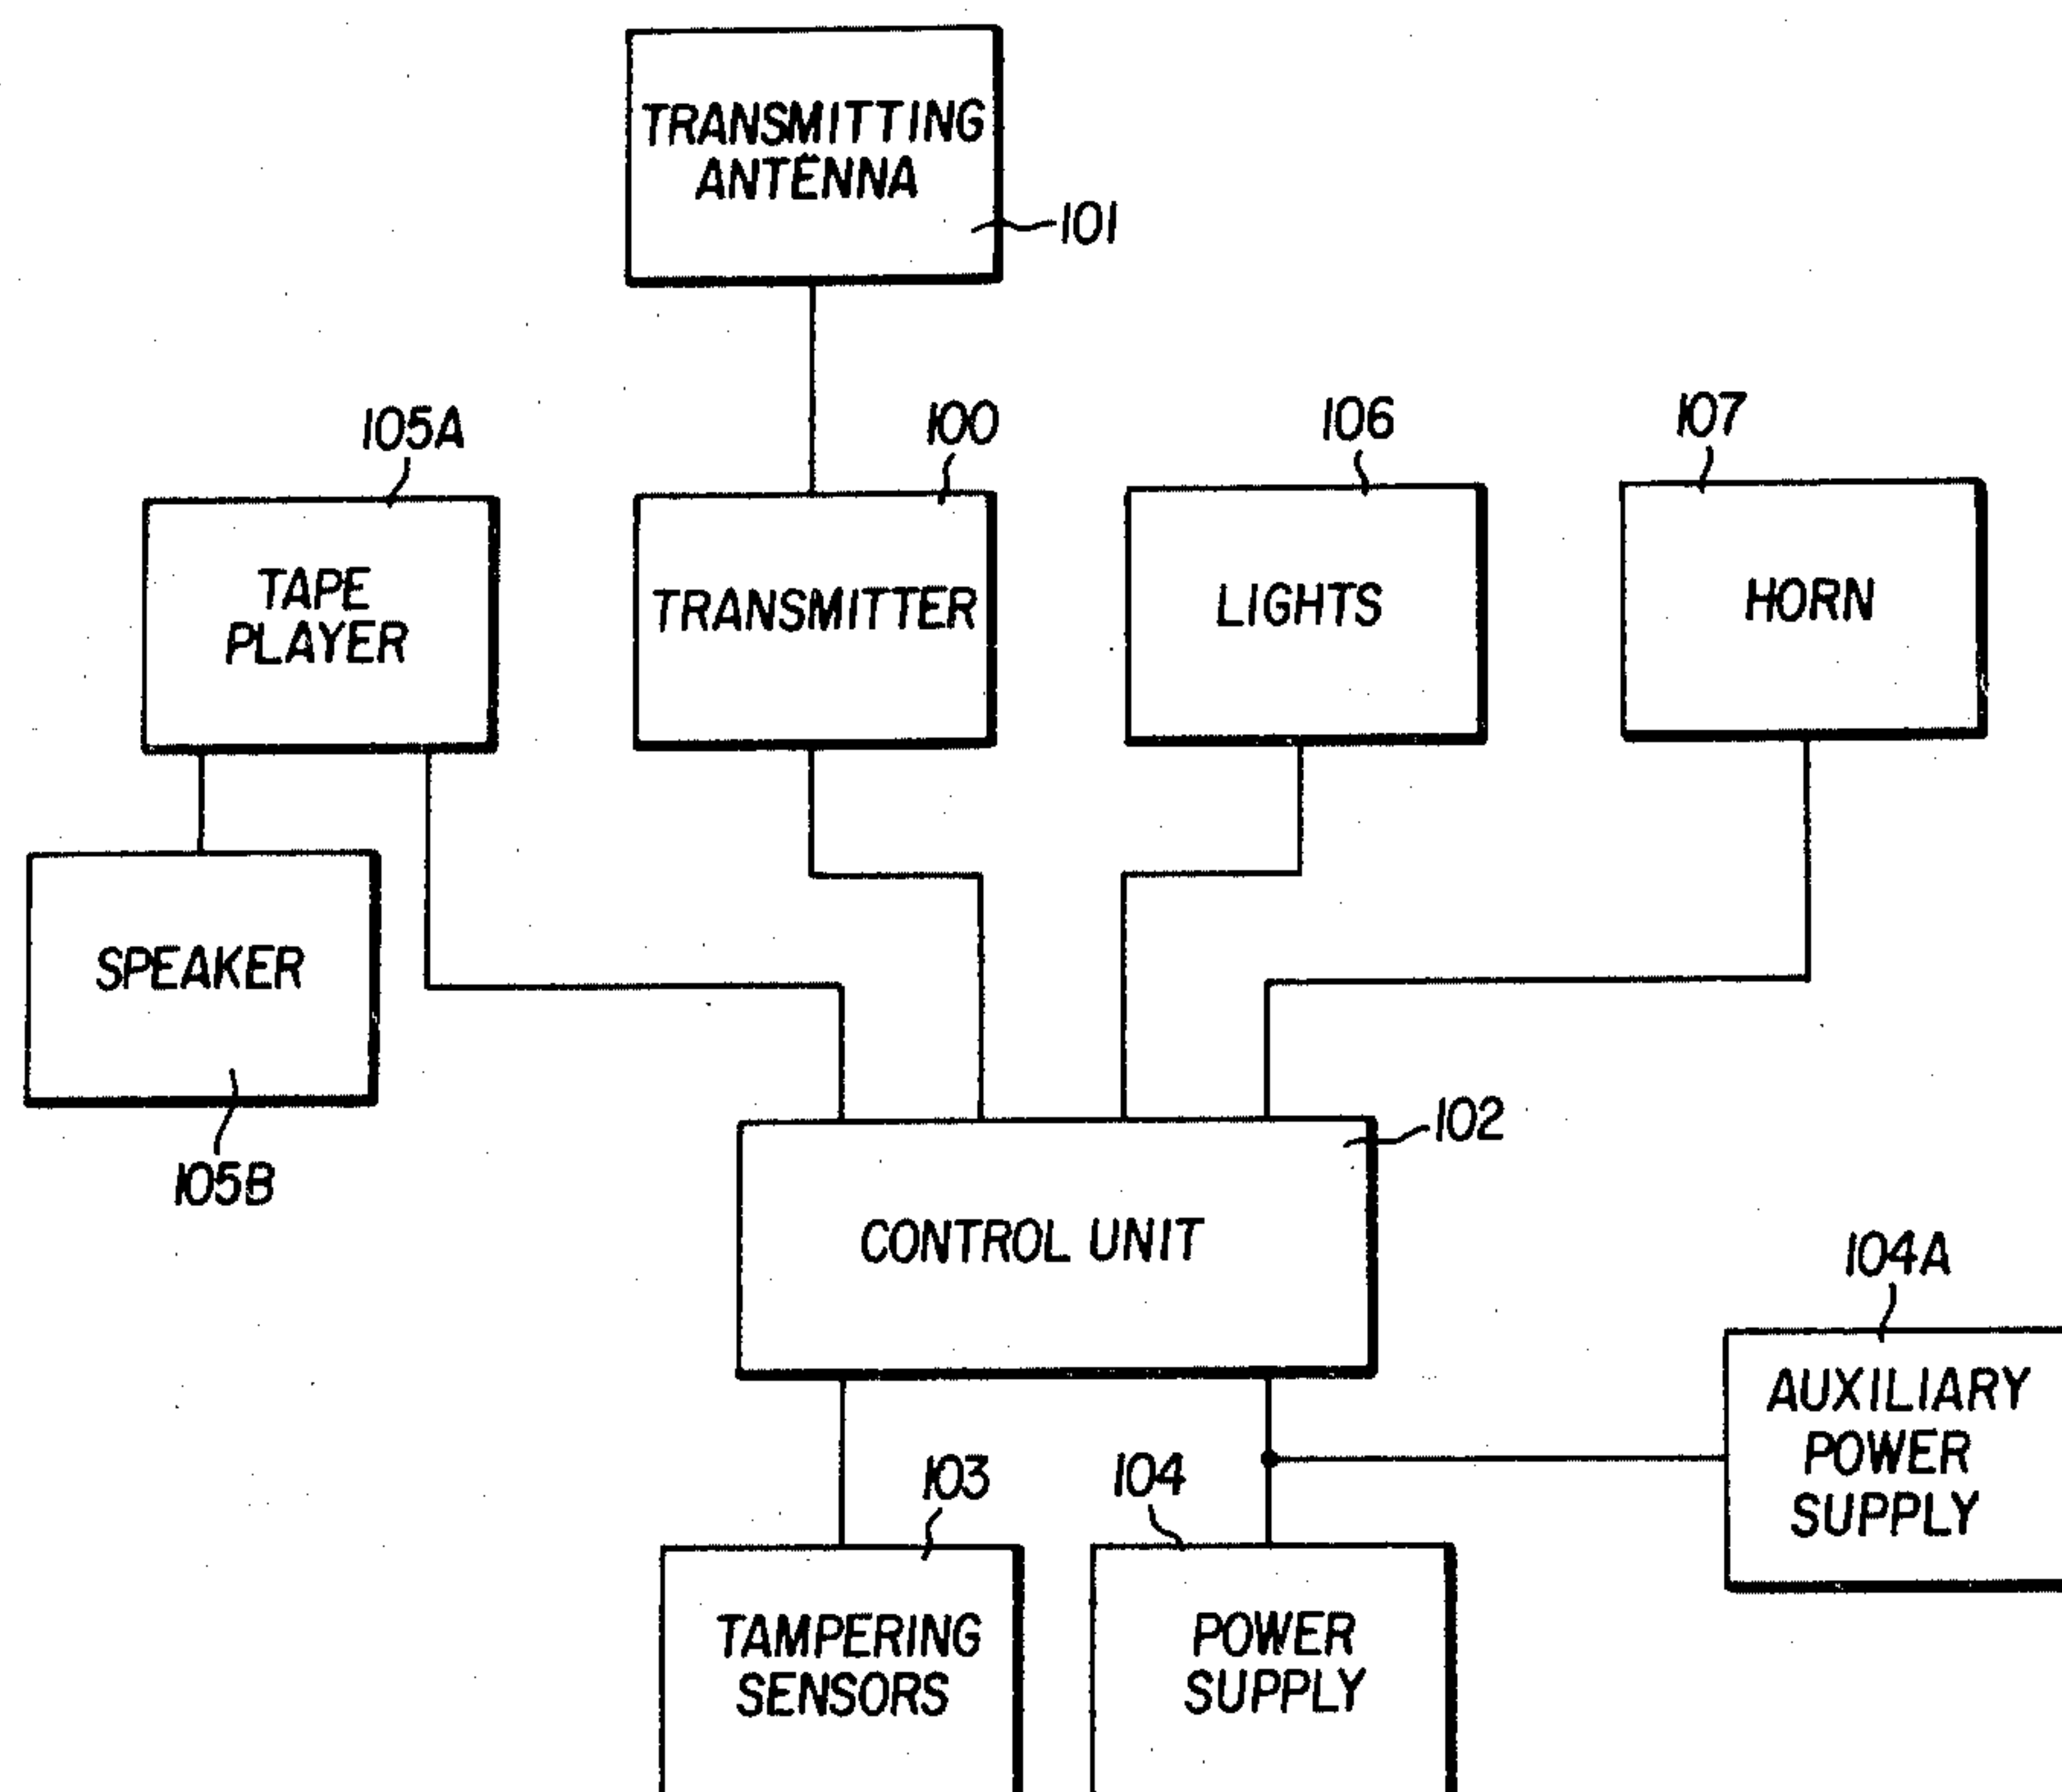 TRANSMITTING
ANTENNA
101
105A
100
106
107
TAPE
PLAYER
TRANSMITTER
LIGHTS
HORN
SPEAKER
105B
102
CONTROL UNIT
104A
AUXILIARY
POWER
SUPPLY
103
104
TAMPERING
SENSORS
POWER
SUPPLY